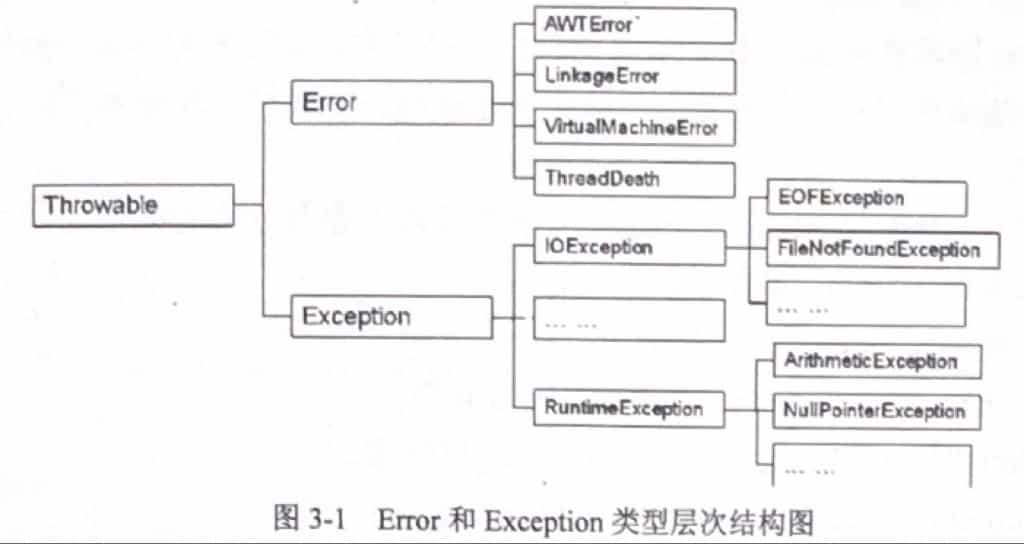 AWTError
LinkageError
Error
VirtualMachineError
ThreadDeath
Throwable
EOFException
IOException
FileNotFoundException
... ...
Exception
... ...
ArithmeticException
RuntimeException
NullPointerException
... ...
图 3-1 Error 和 Exception 类型层次结构图